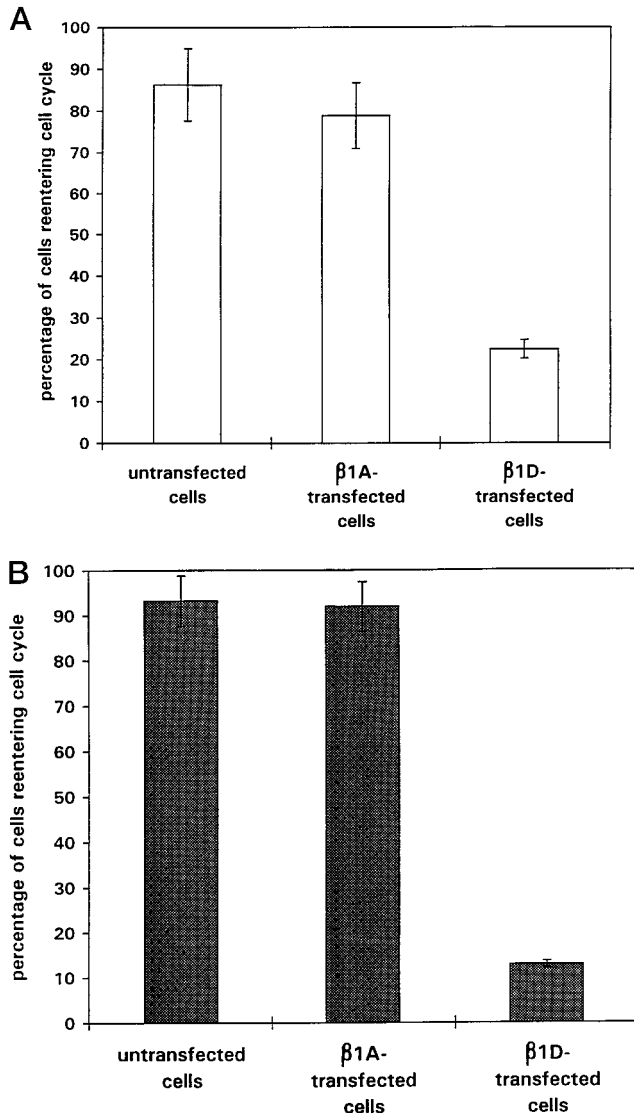 A
percentage of cells reentering cell cycle
100
90
80
70
60
50
40
30
20
10
0
untransfected
cells
β1A-
transfected
cells
β1D-
transfected
cells
B
percentage of cells reentering cell cycle
100
90
80
70
60
50
40
30
20
10
0
untransfected
cells
β1A-
transfected
cells
β1D-
transfected
cells